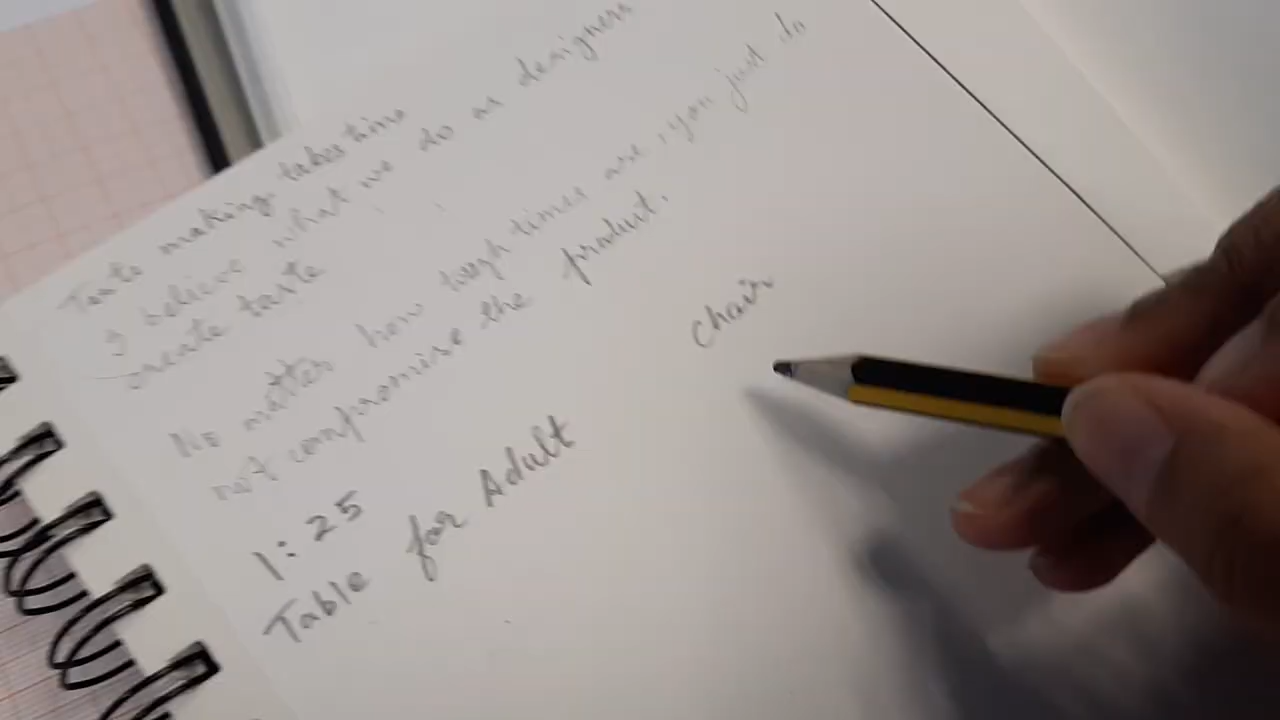 Taste making takes time
I believe what we do as designers
create taste
No matter how tough times are, you just do
not compromise the product.
1:25
Table for Adult
chair